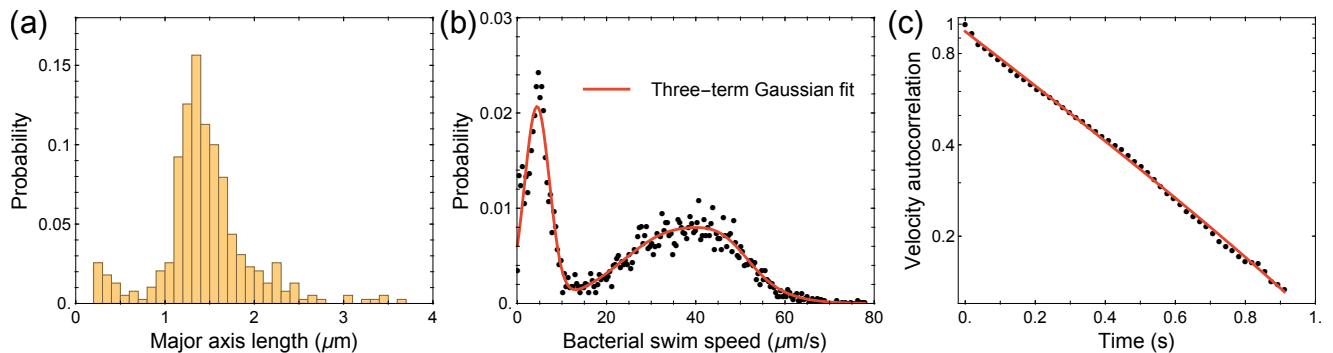 (a)
Probability
0.15
0.1
0.05
0.
0
1
2
3
4
Major axis length (μm)
(b)
Probability
0.03
0.02
0.01
0.00
0
20
40
60
80
Bacterial swim speed (μm/s)
Three−term Gaussian fit
(c)
Velocity autocorrelation
1
0.8
0.4
0.2
0.
0.2
0.4
0.6
0.8
1.
Time (s)